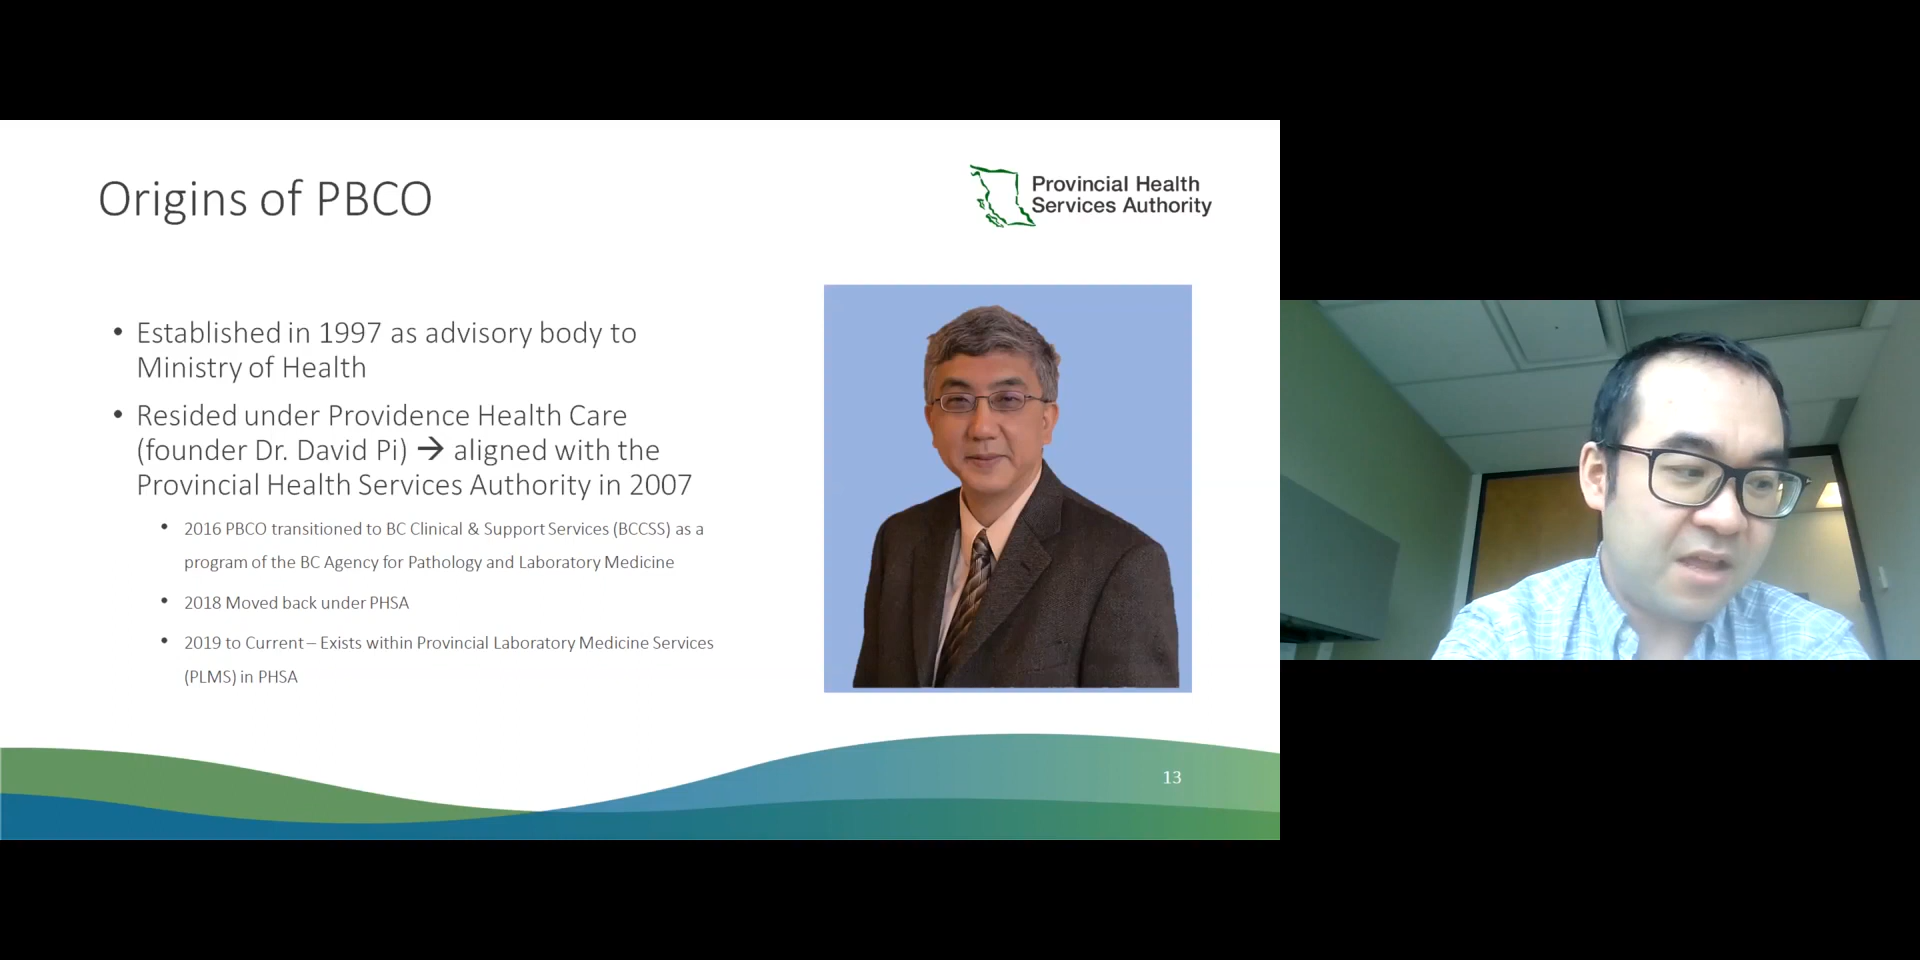 Origins of PBCO
Provincial Health
Services Authority
• Established in 1997 as advisory body to
Ministry of Health
• Resided under Providence Health Care
(founder Dr. David Pi) → aligned with the
Provincial Health Services Authority in 2007
• 2016 PBCO transitioned to BC Clinical & Support Services (BCCSS) as a
program of the BC Agency for Pathology and Laboratory Medicine
• 2018 Moved back under PHSA
• 2019 to Current – Exists within Provincial Laboratory Medicine Services
(PLMS) in PHSA
13